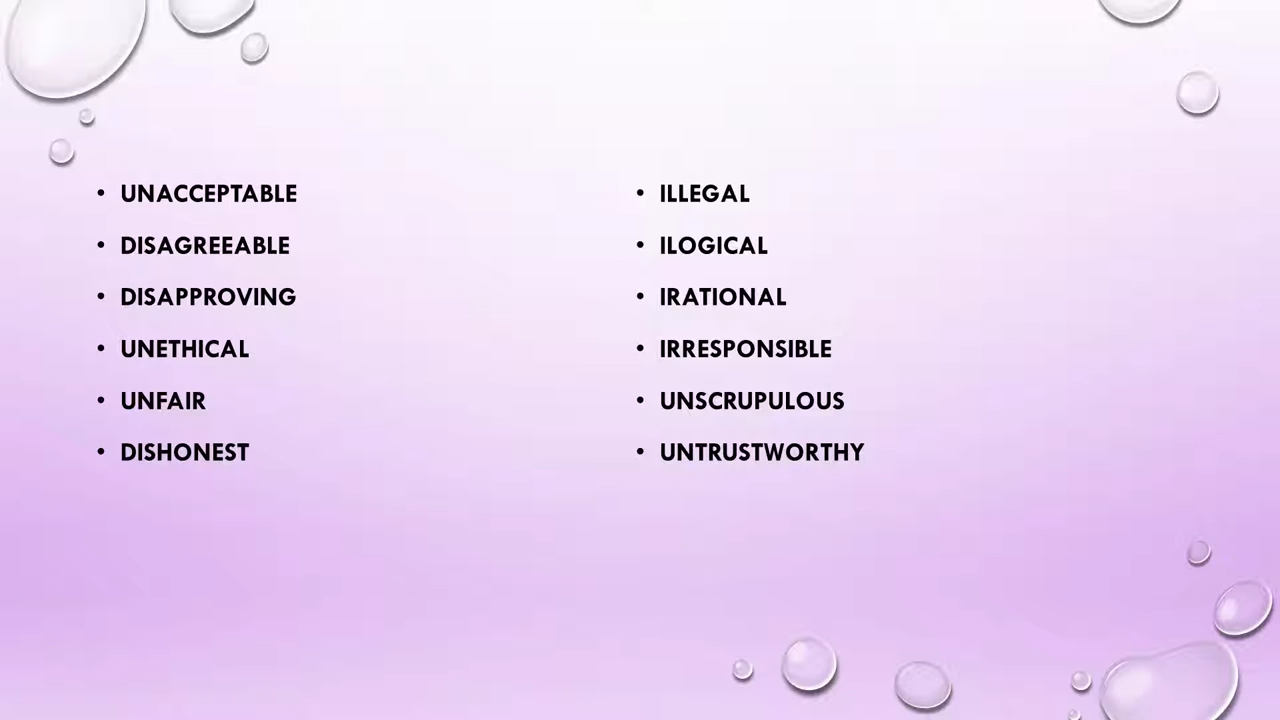 • UNACCEPTABLE
• DISAGREEABLE
• DISAPPROVING
• UNETHICAL
• UNFAIR
• DISHONEST
• ILLEGAL
• ILOGICAL
• IRATIONAL
• IRRESPONSIBLE
• UNSCRUPULOUS
• UNTRUSTWORTHY